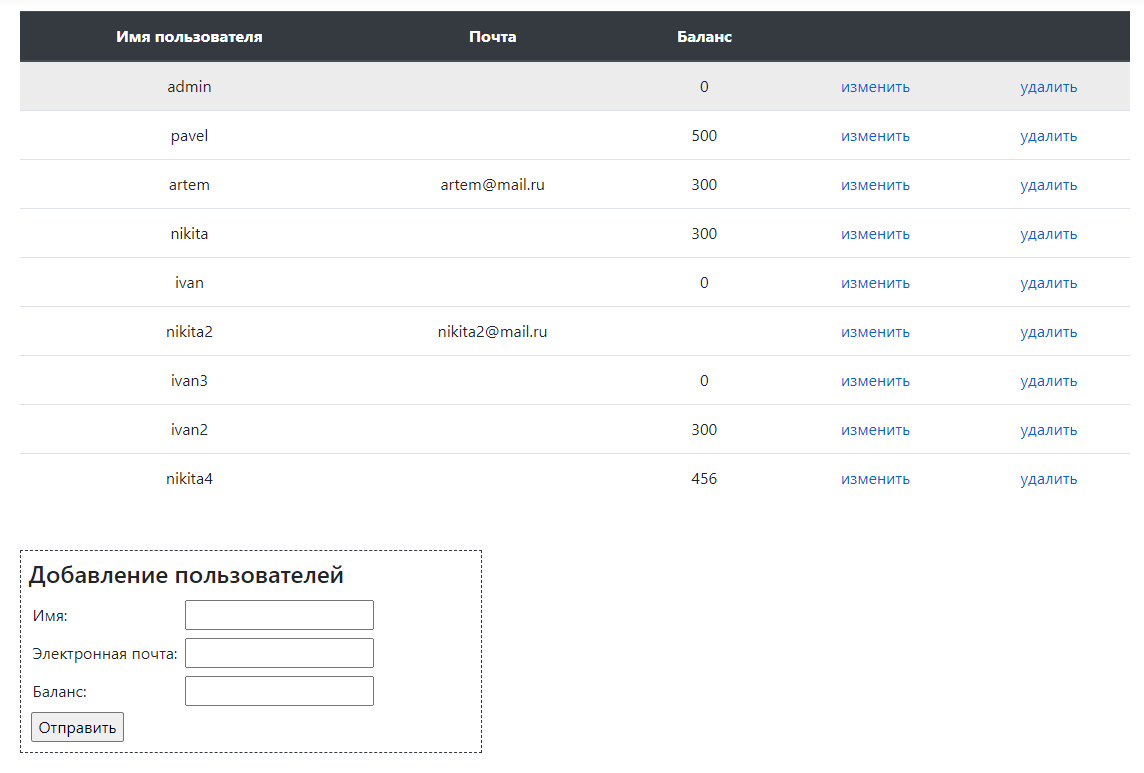 Имя пользователя Почта Баланс
admin 0 изменить удалить
pavel 500 изменить удалить
artem artem@mail.ru 300 изменить удалить
nikita 300 изменить удалить
ivan 0 изменить удалить
nikita2 nikita2@mail.ru изменить удалить
ivan3 0 изменить удалить
ivan2 300 изменить удалить
nikita4 456 изменить удалить
Добавление пользователей
Имя:
Электронная почта:
Баланс:
Отправить